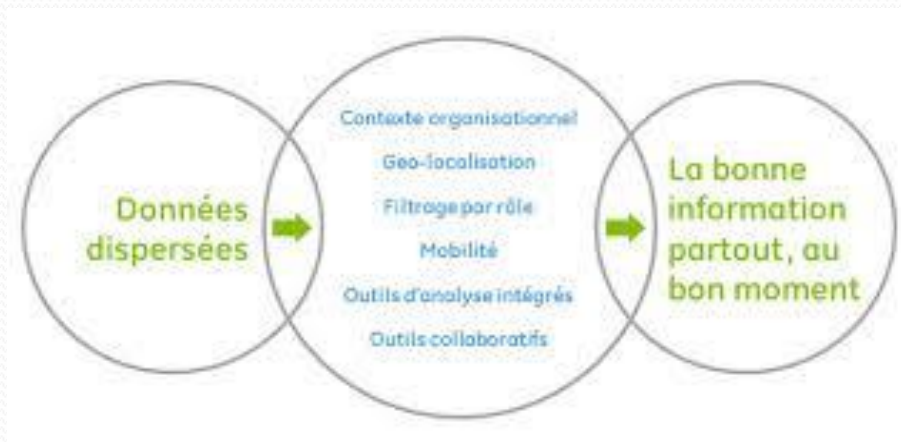 Données
dispersées
Contexte organisationnel
Geo-localisation
Filtrage par rôle
Mobilité
Outils d'analyse intégrés
Outils collaboratifs
La bonne
information
partout, au
bon moment